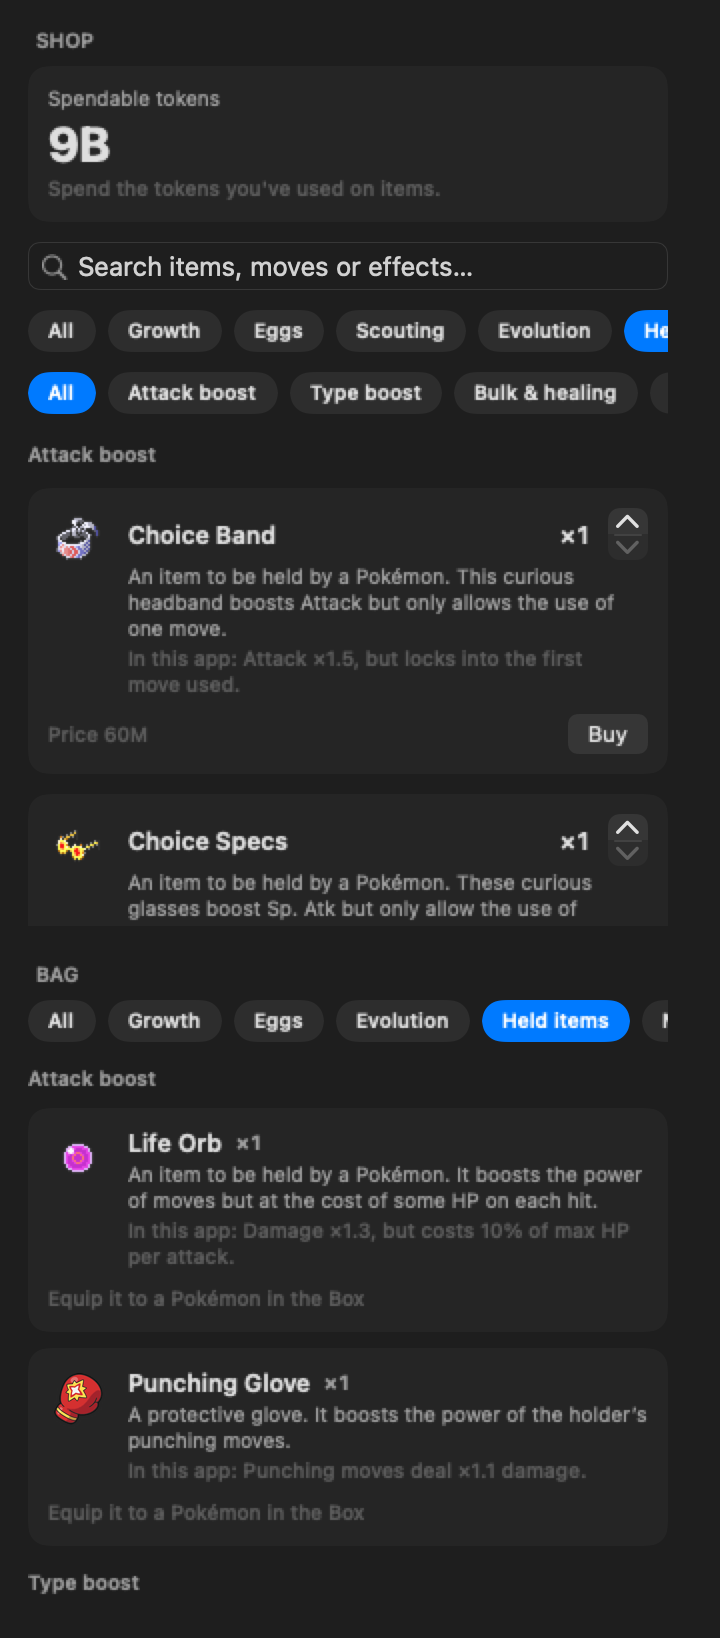 SHOP
Spendable tokens
9B
Spend the tokens you've used on items.
Search items, moves or effects...
All Growth Eggs Scouting Evolution He
All Attack boost Type boost Bulk & healing
Attack boost
Choice Band ×1
An item to be held by a Pokémon. This curious
headband boosts Attack but only allows the use of
one move.
In this app: Attack ×1.5, but locks into the first
move used.
Price 60M Buy
Choice Specs ×1
An item to be held by a Pokémon. These curious
glasses boost Sp. Atk but only allow the use of
BAG
All Growth Eggs Evolution Held items
Attack boost
Life Orb ×1
An item to be held by a Pokémon. It boosts the power
of moves but at the cost of some HP on each hit.
In this app: Damage ×1.3, but costs 10% of max HP
per attack.
Equip it to a Pokémon in the Box
Punching Glove ×1
A protective glove. It boosts the power of the holder’s
punching moves.
In this app: Punching moves deal ×1.1 damage.
Equip it to a Pokémon in the Box
Type boost